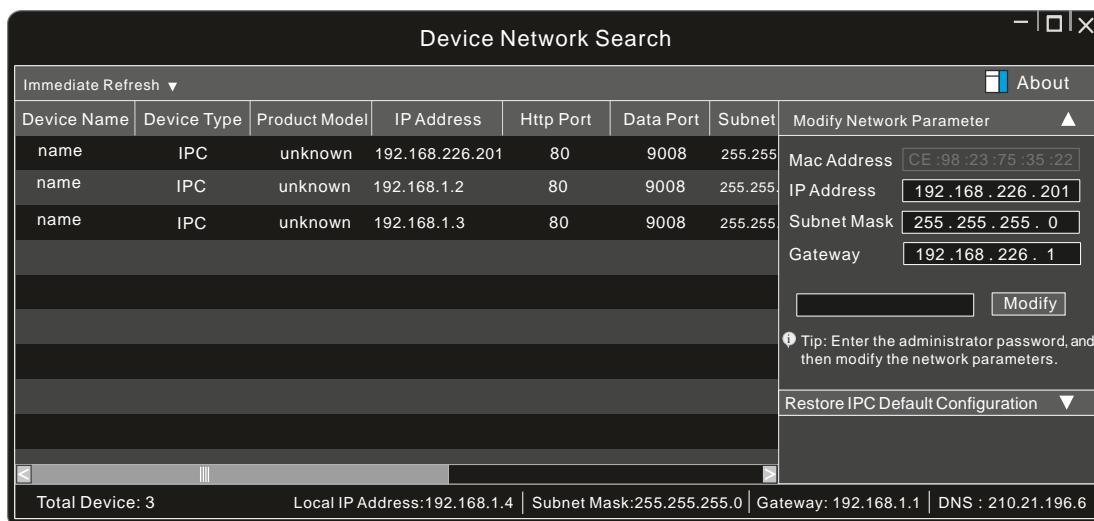 Device Network Search
Immediate Refresh ▼
About
Device Name Device Type Product Model IP Address Http Port Data Port Subnet
name IPC unknown 192.168.226.201 80 9008 255.255
name IPC unknown 192.168.1.2 80 9008 255.255.
name IPC unknown 192.168.1.3 80 9008 255.255.
Modify Network Parameter ▲
Mac Address CE :98 :23 :75 :35 :22
IP Address 192 .168 . 226 . 201
Subnet Mask 255 . 255 . 255 . 0
Gateway 192 .168 . 226 . 1
Modify
Tip: Enter the administrator password, and
then modify the network parameters.
Restore IPC Default Configuration ▼
Total Device: 3 Local IP Address:192.168.1.4 Subnet Mask:255.255.255.0 Gateway: 192.168.1.1 DNS : 210.21.196.6